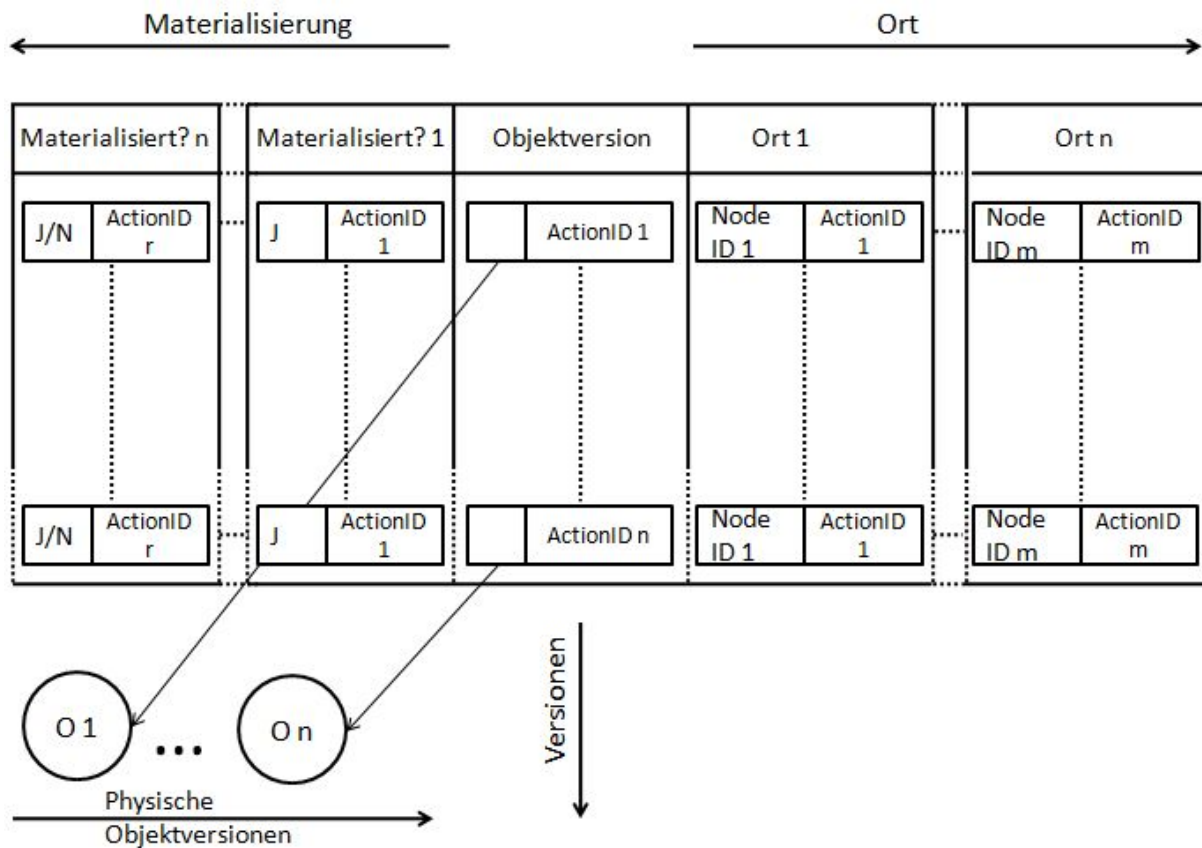 Materialisierung
Ort
Materialisiert? n
Materialisiert? 1
Objektversion
Ort 1
Ort n
J/N
ActionID
r
J
ActionID
1
ActionID 1
Node
ID 1
ActionID
1
Node
ID m
ActionID
m
J/N
ActionID
r
J
ActionID
1
ActionID n
Node
ID 1
ActionID
1
Node
ID m
ActionID
m
O 1
...
O n
Versionen
Physische
Objektversionen